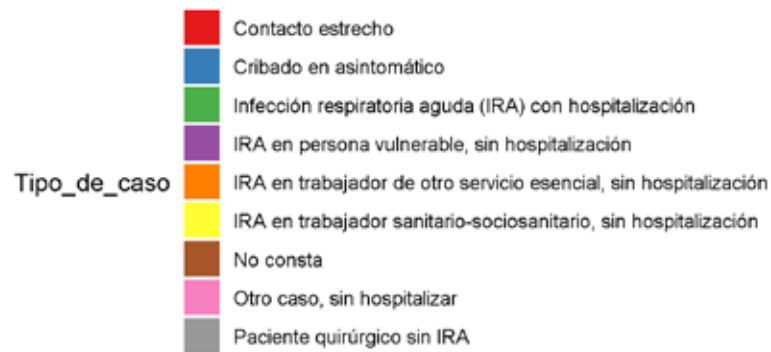 Tipo_de_caso
Contacto estrecho
Cribado en asintomático
Infección respiratoria aguda (IRA) con hospitalización
IRA en persona vulnerable, sin hospitalización
IRA en trabajador de otro servicio esencial, sin hospitalización
IRA en trabajador sanitario-sociosanitario, sin hospitalización
No consta
Otro caso, sin hospitalizar
Paciente quirúrgico sin IRA